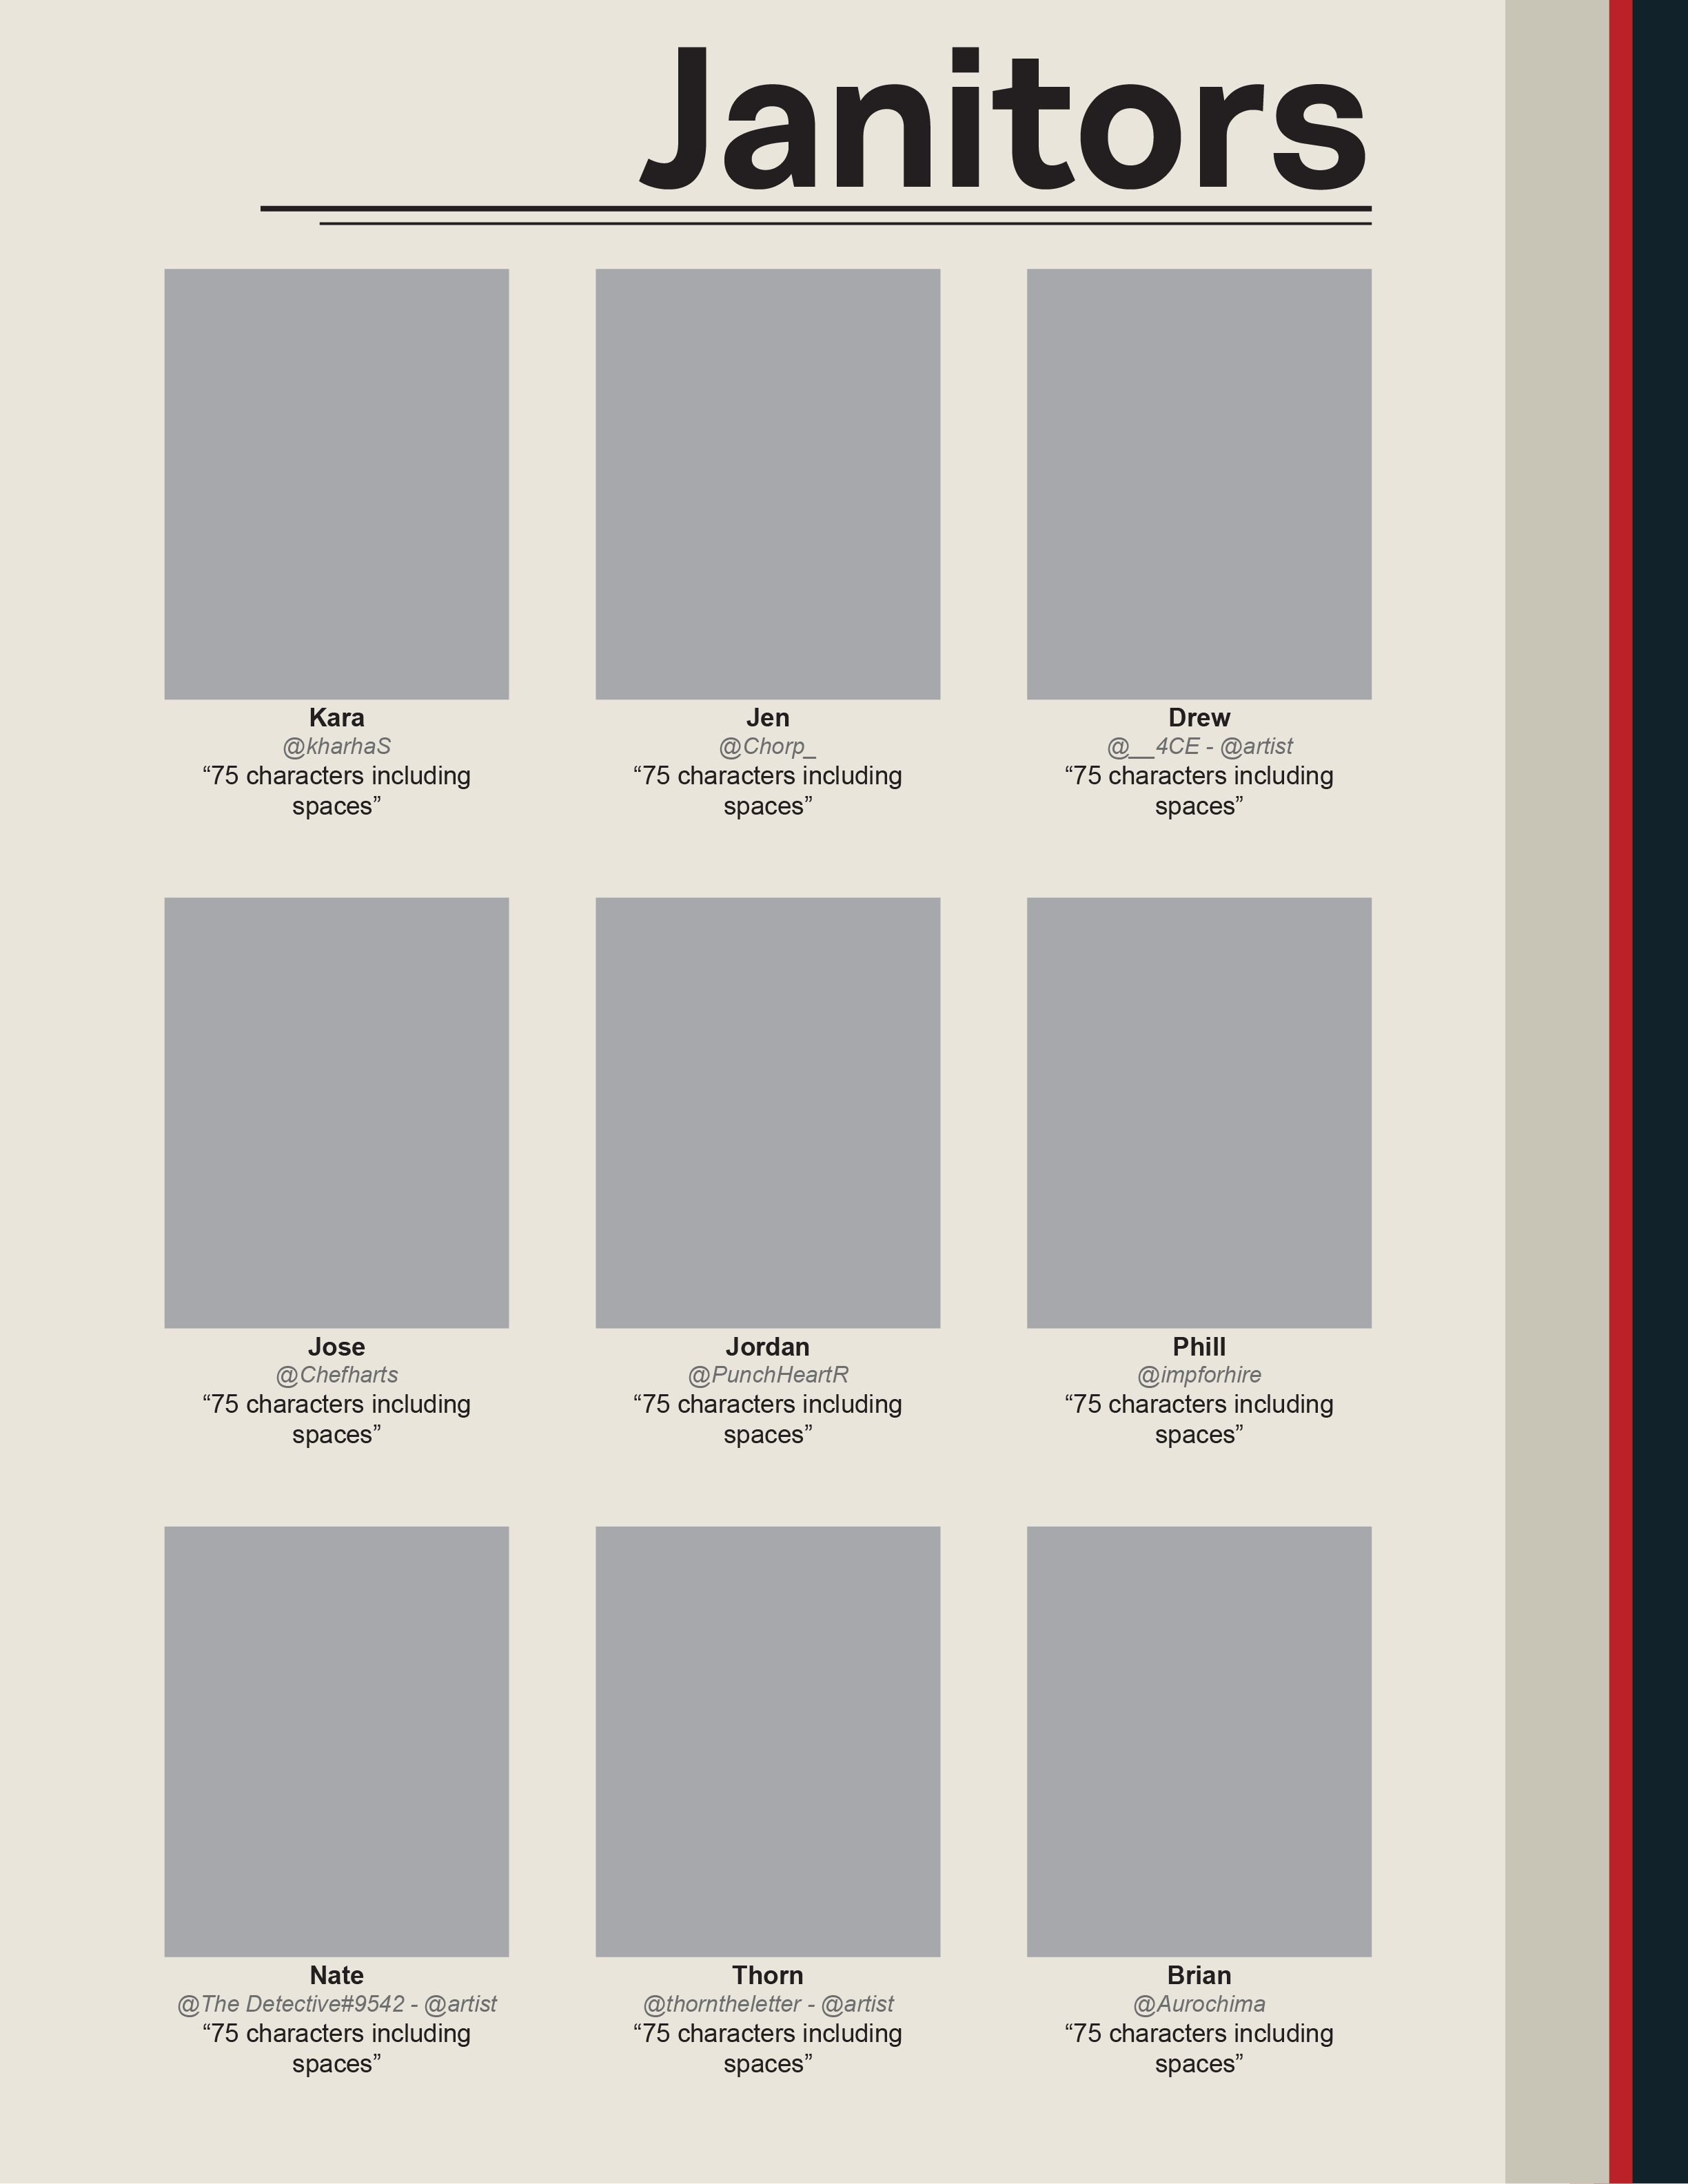 Janitors
Kara
@kharhaS
“75 characters including
spaces”
Jen
@Chorp_
“75 characters including
spaces”
Drew
@__4CE - @artist
“75 characters including
spaces”
Jose
@Chefharts
“75 characters including
spaces”
Jordan
@PunchHeartR
“75 characters including
spaces”
Phill
@impforhire
“75 characters including
spaces”
Nate
@The Detective#9542 - @artist
“75 characters including
spaces”
Thorn
@thorntheletter - @artist
“75 characters including
spaces”
Brian
@Aurochima
“75 characters including
spaces”